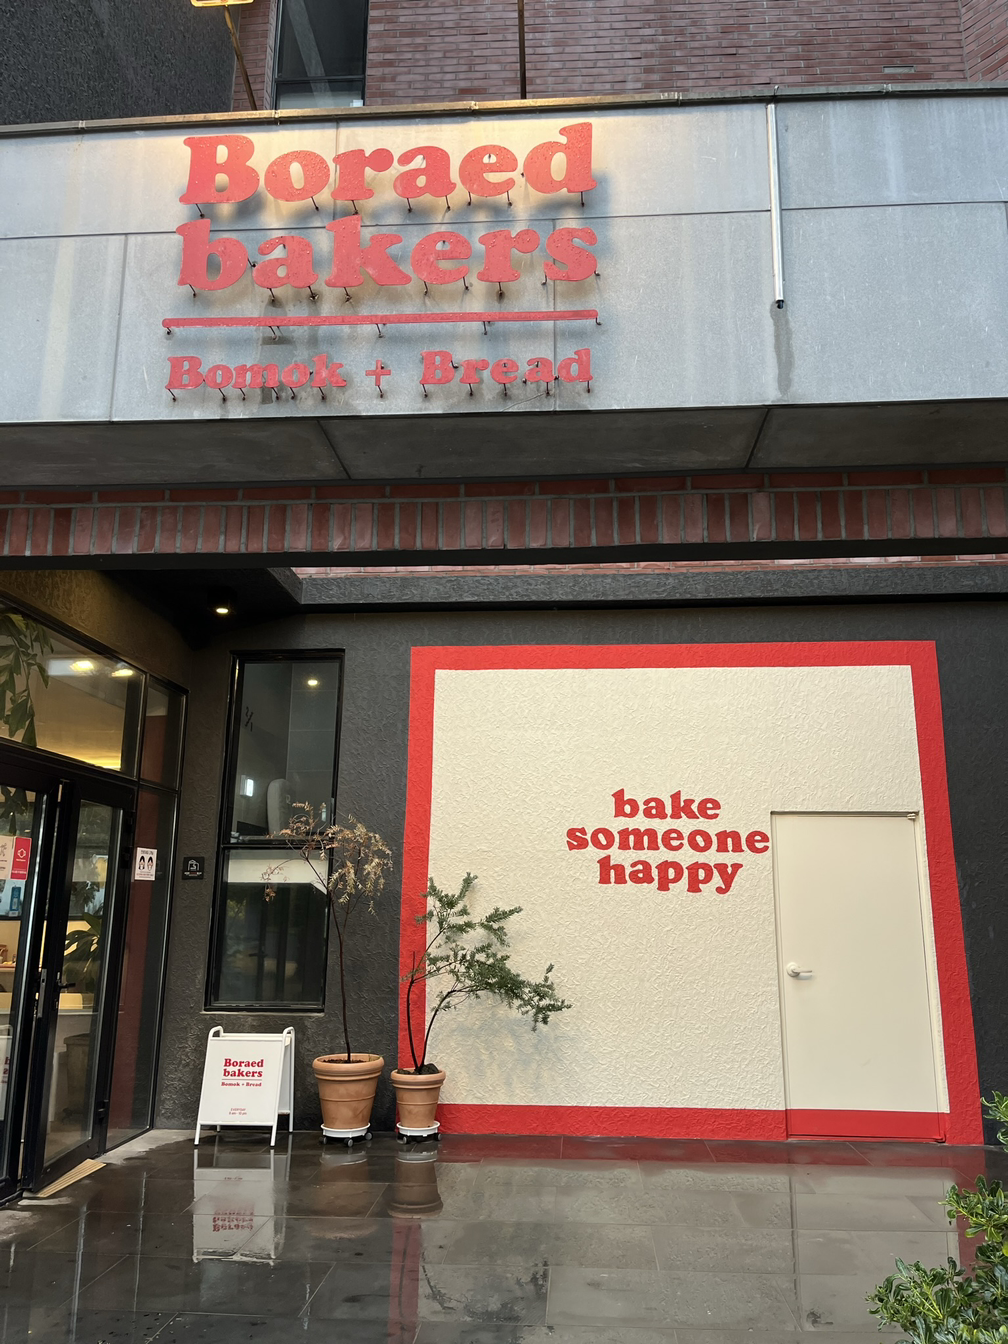 Boraed
bakers
Bomok + Bread
bake
someone
happy
Boraed
bakers
Bomok + Bread